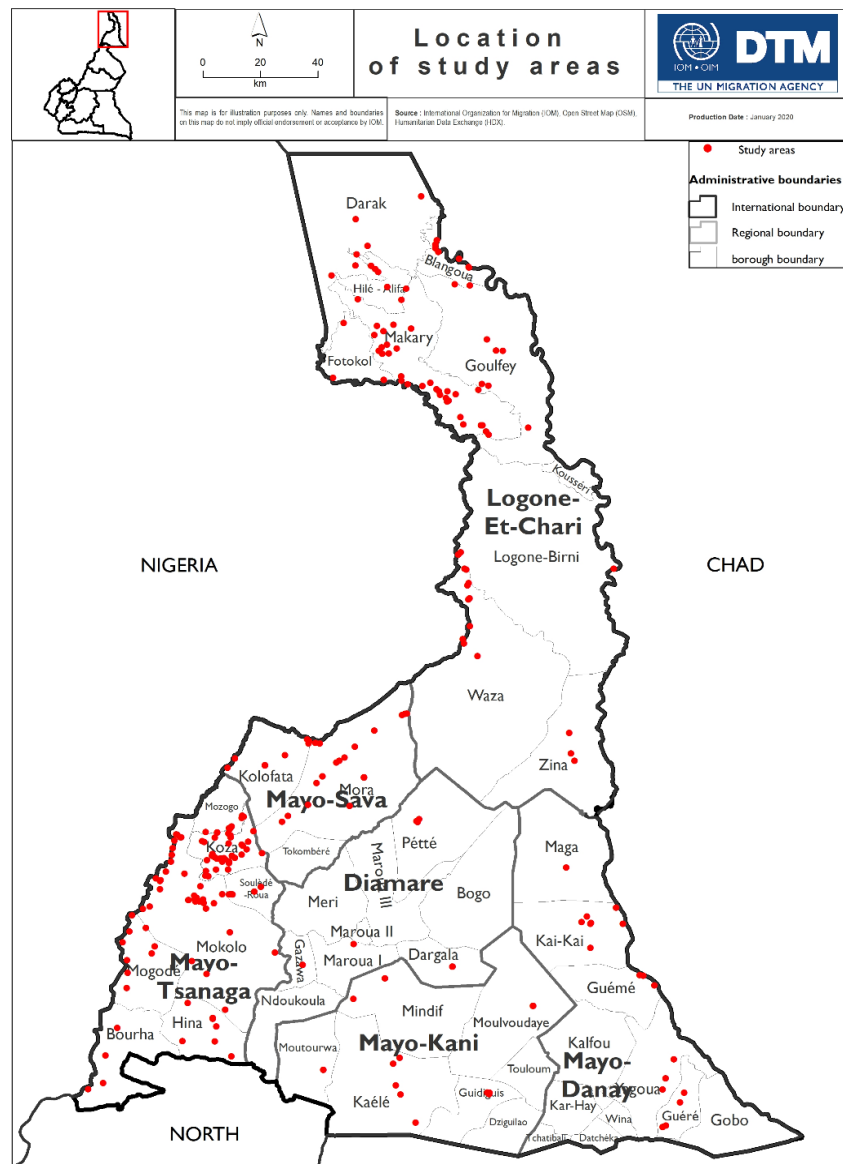 N
0 20 40
km
Location
of study areas
IOM • OIM
DTM
THE UN MIGRATION AGENCY
This map is for illustration purposes only. Names and boundaries
on this map do not imply official endorsement or acceptance by IOM.
Source : International Organization for Migration (IOM), Open Street Map (OSM),
Humanitarian Data Exchange (HDX).
Production Date : January 2020
Study areas
Administrative boundaries
International boundary
Regional boundary
borough boundary
Darak
Blangoua
Hilé - Alifa
Makary
Fotokol
Goulfey
Kousséri
Logone-
Et-Chari
Logone-Birni
NIGERIA
CHAD
Waza
Zina
Kolofata
Mora
Mayo-Sava
Mozogo
Koza
Tokombéré
Pétté
Maga
Soulèdé
-Roua
Maroua III
Diamare
Meri
Bogo
Maroua II
Kai-Kai
Mokolo
Gazawa
Maroua I
Dargala
Mogodé
Mayo-
Tsanaga
Guémé
Ndoukoula
Mindif
Moulvoudaye
Bourha
Hina
Moutourwa
Mayo-Kani
Kalfou
Mayo-
Danay
Touloum
Yagoua
Kaélé
Guidiguis
Kar-Hay
Wina
Guéré
Gobo
Dziguilao
Tchatibali
Datchéka
NORTH